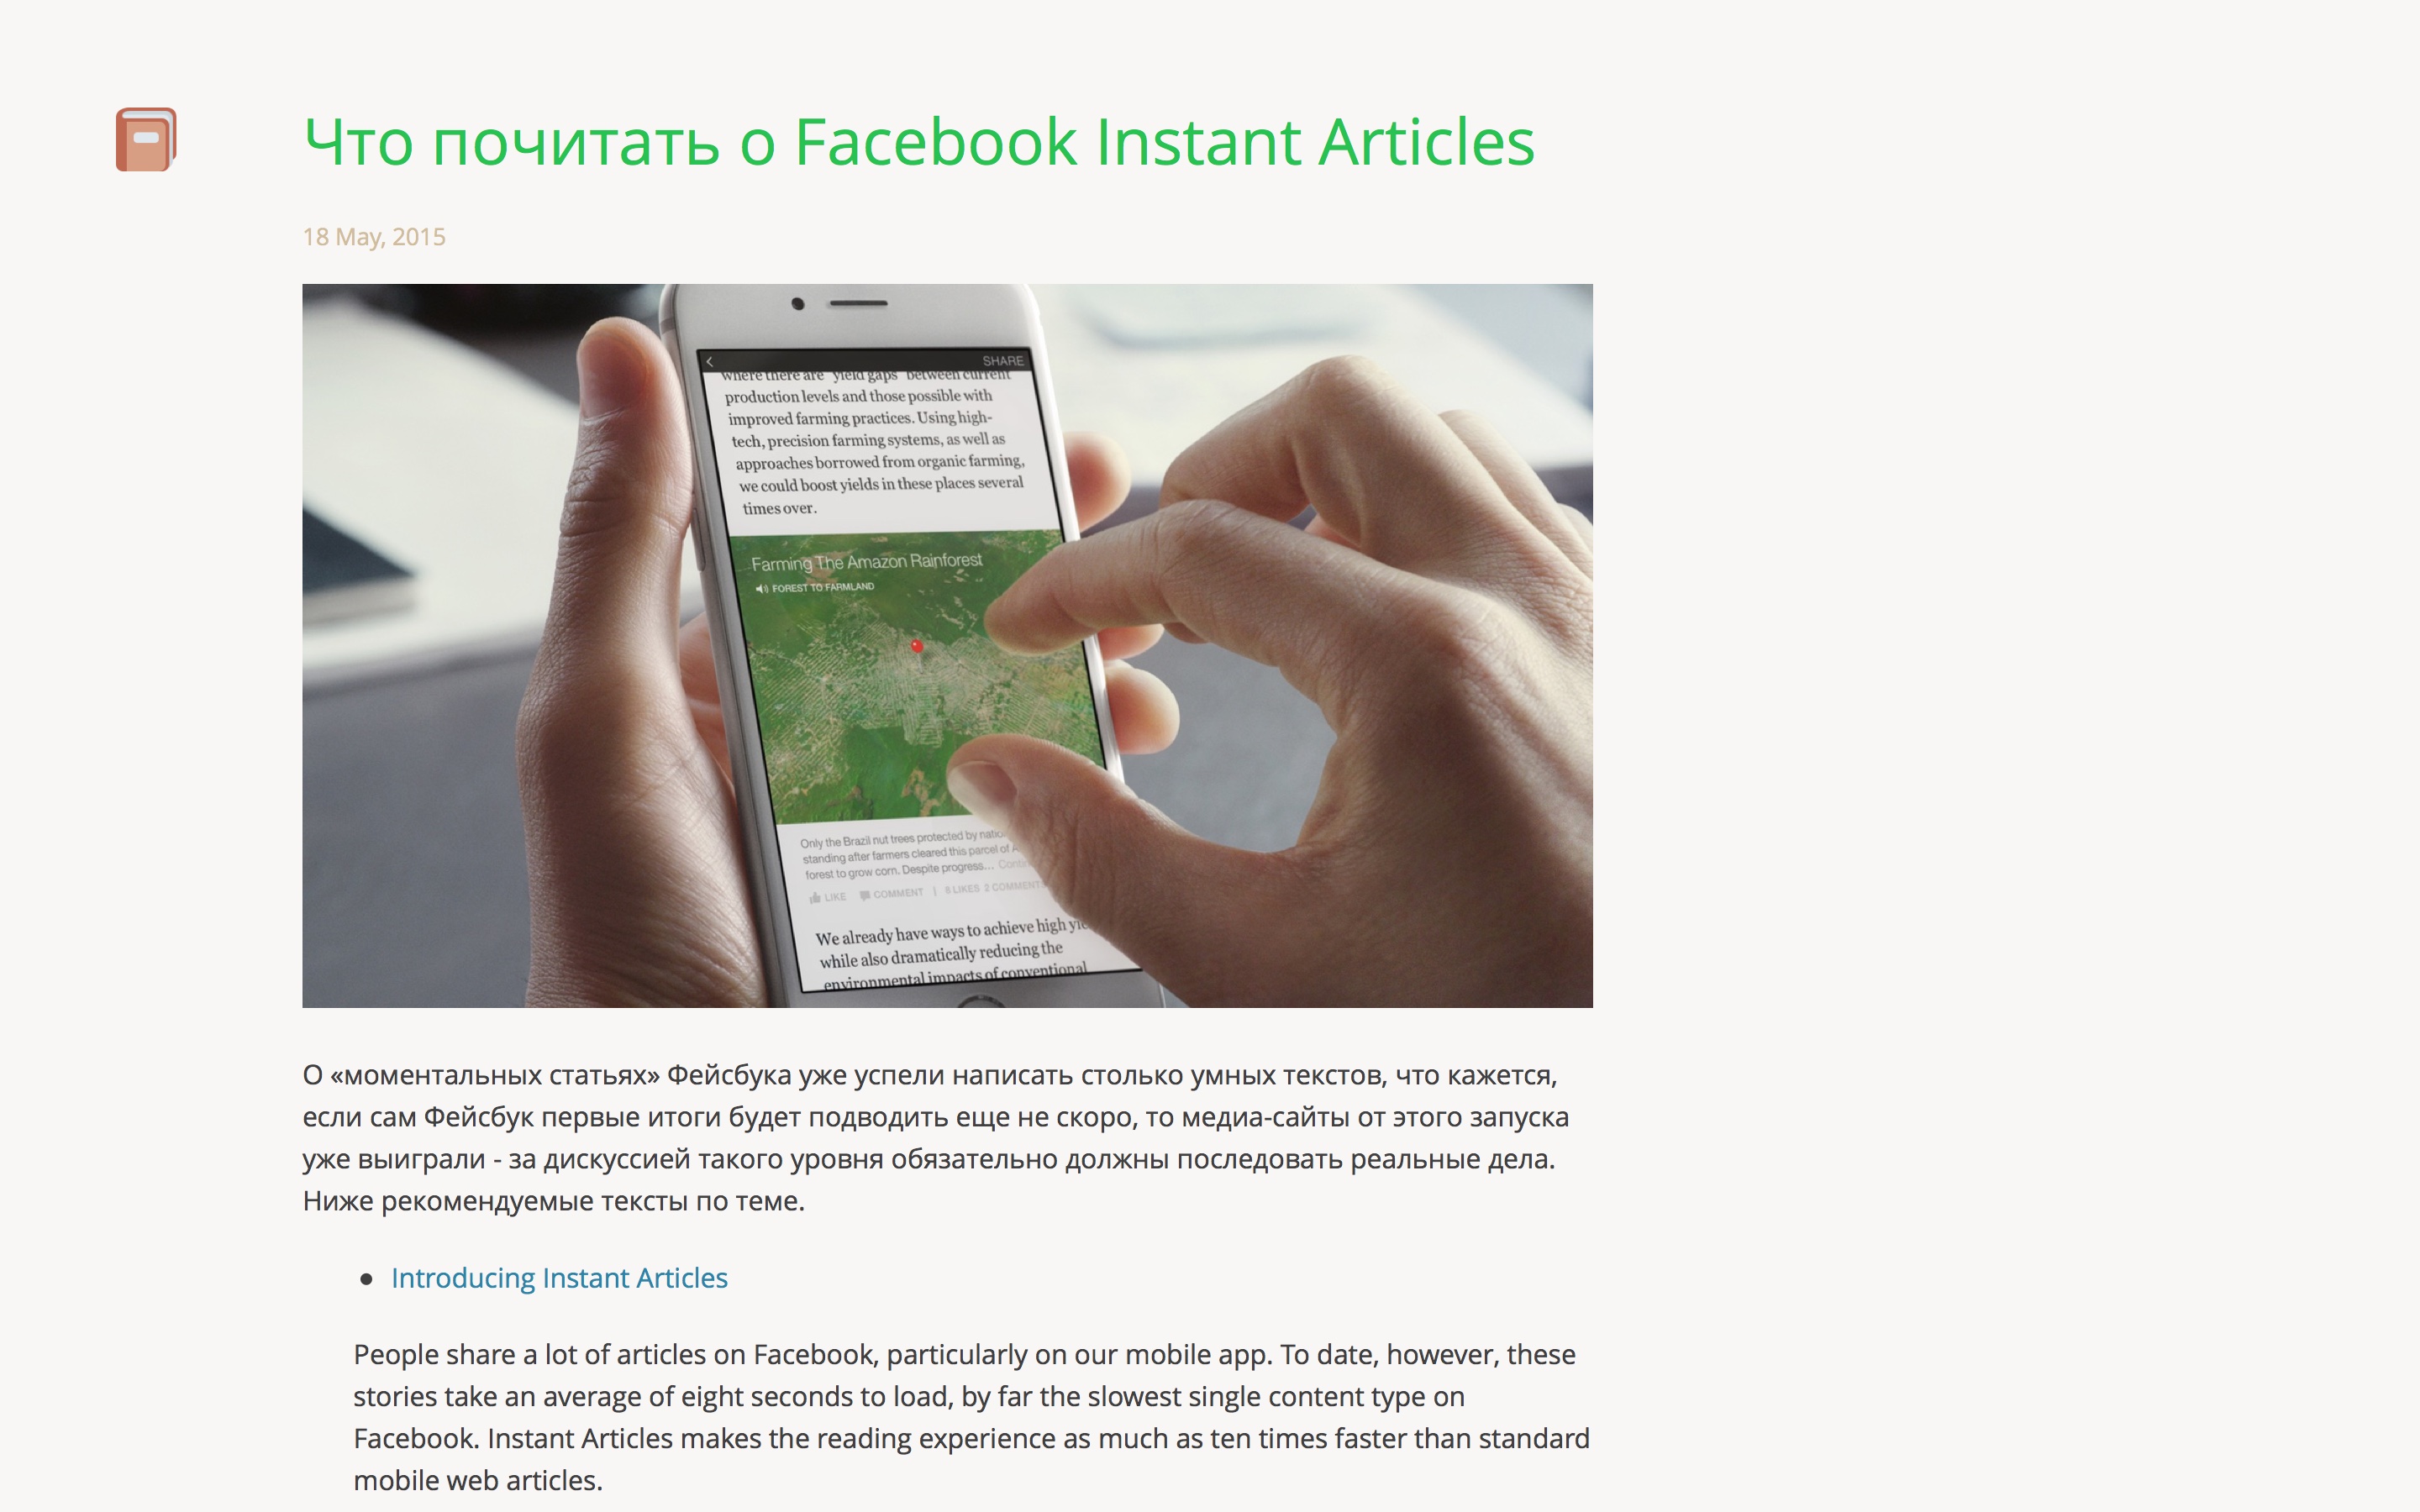 Что почитать о Facebook Instant Articles
18 May, 2015
SHARE
where there are "yield gaps" between current
production levels and those possible with
improved farming practices. Using high-
tech, precision farming systems, as well as
approaches borrowed from organic farming,
we could boost yields in these places several
times over.
Farming The Amazon Rainforest
FOREST TO FARMLAND
Only the Brazil nut trees protected by
standing after farmers cleared this parcel of
forest to grow corn. Despite progress...
LIKE COMMENT | 8 LIKES 2 COMMENTS
We already have ways to achieve high
while also dramatically reducing the
environmental impacts of conventional
О «моментальных статьях» Фейсбука уже успели написать столько умных текстов, что кажется,
если сам Фейсбук первые итоги будет подводить еще не скоро, то медиа-сайты от этого запуска
уже выиграли - за дискуссией такого уровня обязательно должны последовать реальные дела.
Ниже рекомендуемые тексты по теме.
• Introducing Instant Articles
People share a lot of articles on Facebook, particularly on our mobile app. To date, however, these
stories take an average of eight seconds to load, by far the slowest single content type on
Facebook. Instant Articles makes the reading experience as much as ten times faster than standard
mobile web articles.